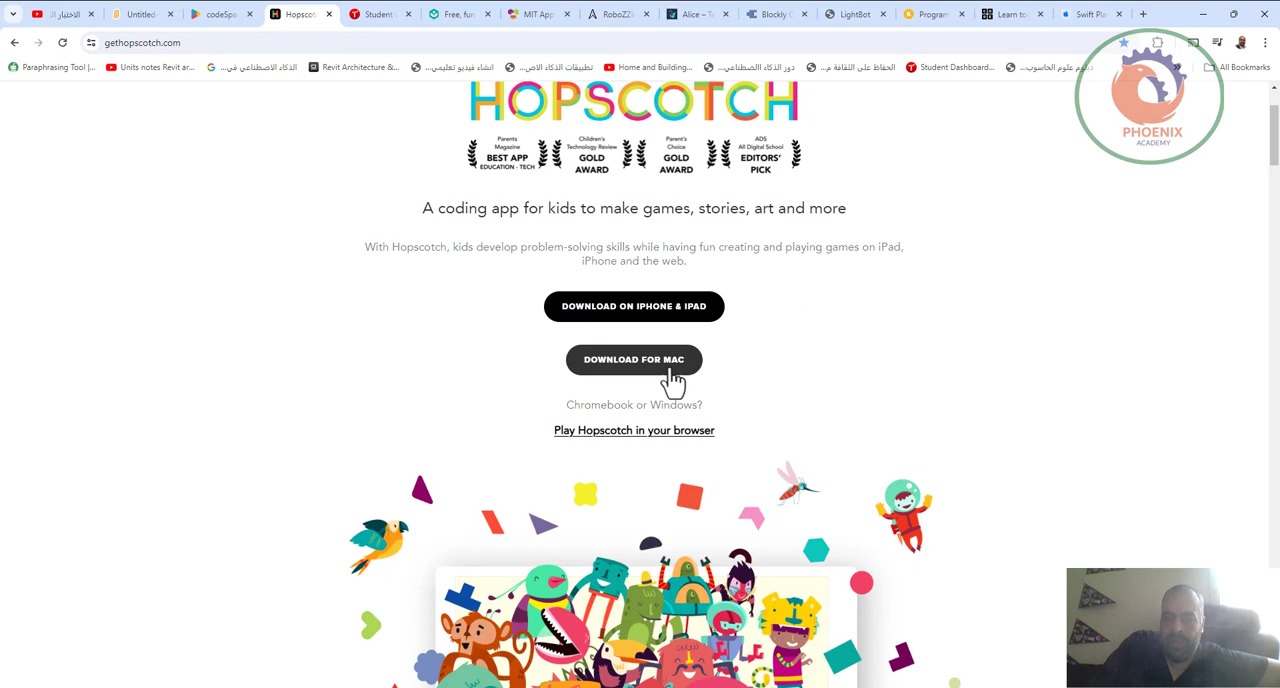 الاختبار الا
Untitled-
codeSpa
Hopscot
Student
Free, fun
MIT App
RoboZZl
Alice – T
Blockly G
LightBot
Program
Learn to
Swift Pl
gethopscotch.com
Paraphrasing Tool |...
Units notes Revit ar...
الذكاء الاصطناعي في...
Revit Architecture &...
انشاء فيديو تعليمي...
تطبيقات الذكاء الاص...
Home and Building...
دور الذكاء االصطناعي...
الحفاظ على الثقافة م...
Student Dashboard...
دبلوم علوم الحاسوب...
All Bookmarks
PHOENIX
ACADEMY
HOPSCOTCH
Parents
Magazine
BEST APP
EDUCATION - TECH
Children's
Technology Review
GOLD
AWARD
Parent's
Choice
GOLD
AWARD
ADS
All Digital School
EDITORS'
PICK
A coding app for kids to make games, stories, art and more
With Hopscotch, kids develop problem-solving skills while having fun creating and playing games on iPad,
iPhone and the web.
DOWNLOAD ON IPHONE & IPAD
DOWNLOAD FOR MAC
Chromebook or Windows?
Play Hopscotch in your browser